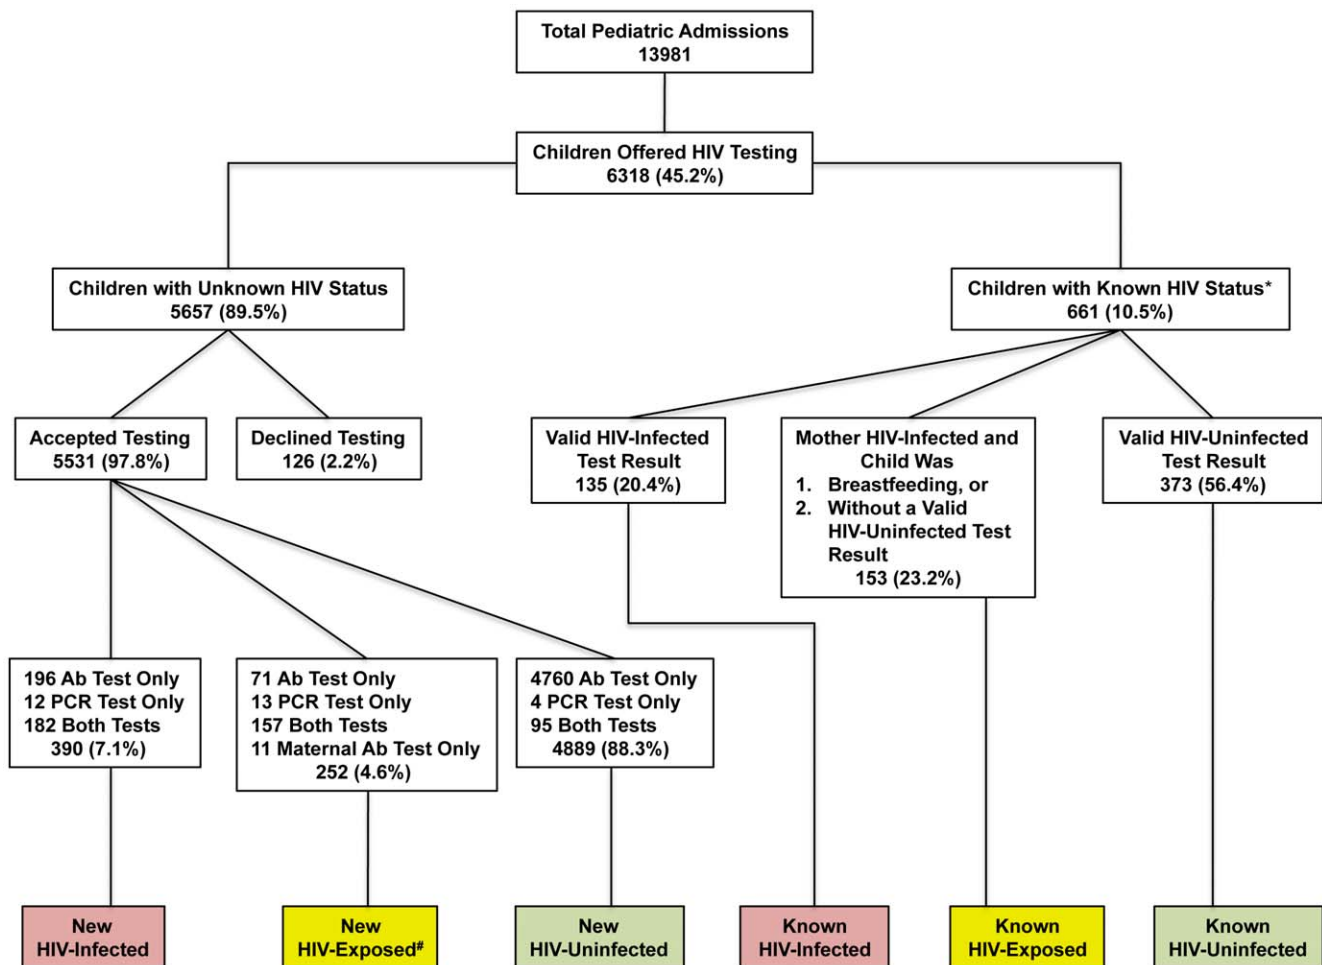 Total Pediatric Admissions
13981
Children Offered HIV Testing
6318 (45.2%)
Children with Unknown HIV Status
5657 (89.5%)
Children with Known HIV Status*
661 (10.5%)
Accepted Testing
5531 (97.8%)
Declined Testing
126 (2.2%)
Valid HIV-Infected
Test Result
135 (20.4%)
Mother HIV-Infected and
Child Was
1. Breastfeeding, or
2. Without a Valid
HIV-Uninfected Test
Result
153 (23.2%)
Valid HIV-Uninfected
Test Result
373 (56.4%)
196 Ab Test Only
12 PCR Test Only
182 Both Tests
390 (7.1%)
71 Ab Test Only
13 PCR Test Only
157 Both Tests
11 Maternal Ab Test Only
252 (4.6%)
4760 Ab Test Only
4 PCR Test Only
95 Both Tests
4889 (88.3%)
New
HIV-Infected
New
HIV-Exposed#
New
HIV-Uninfected
Known
HIV-Infected
Known
HIV-Exposed
Known
HIV-Uninfected